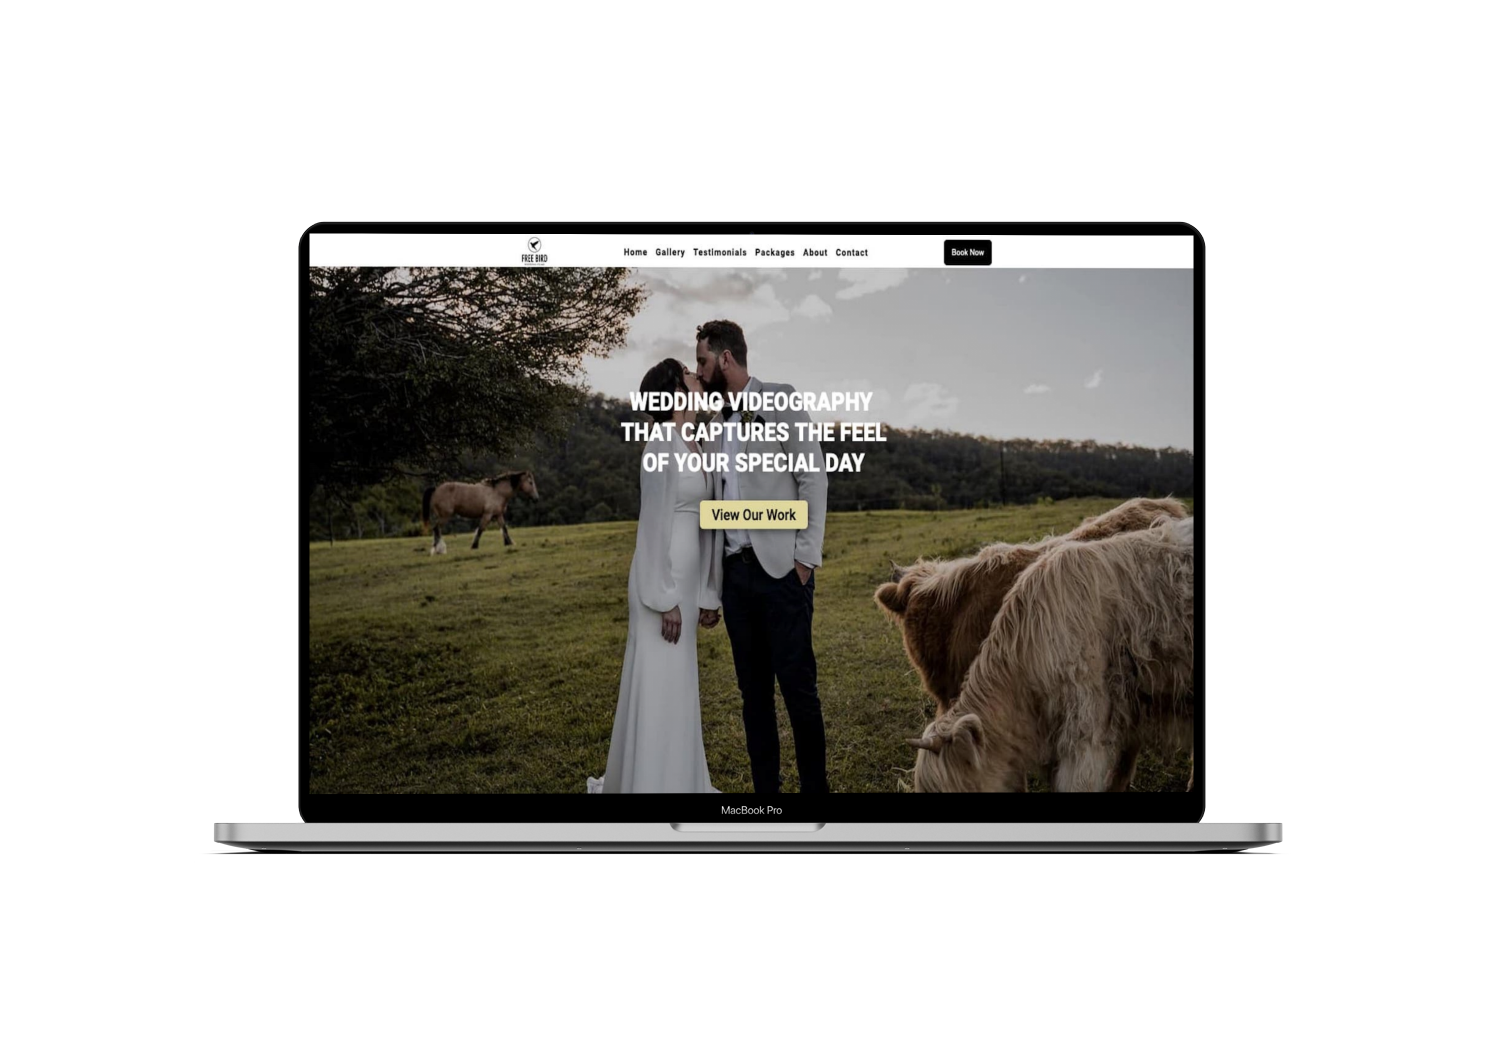 FREE BIRD
Home Gallery Testimonials Packages About Contact
Book Now
WEDDING VIDEOGRAPHY
THAT CAPTURES THE FEEL
OF YOUR SPECIAL DAY
View Our Work
MacBook Pro